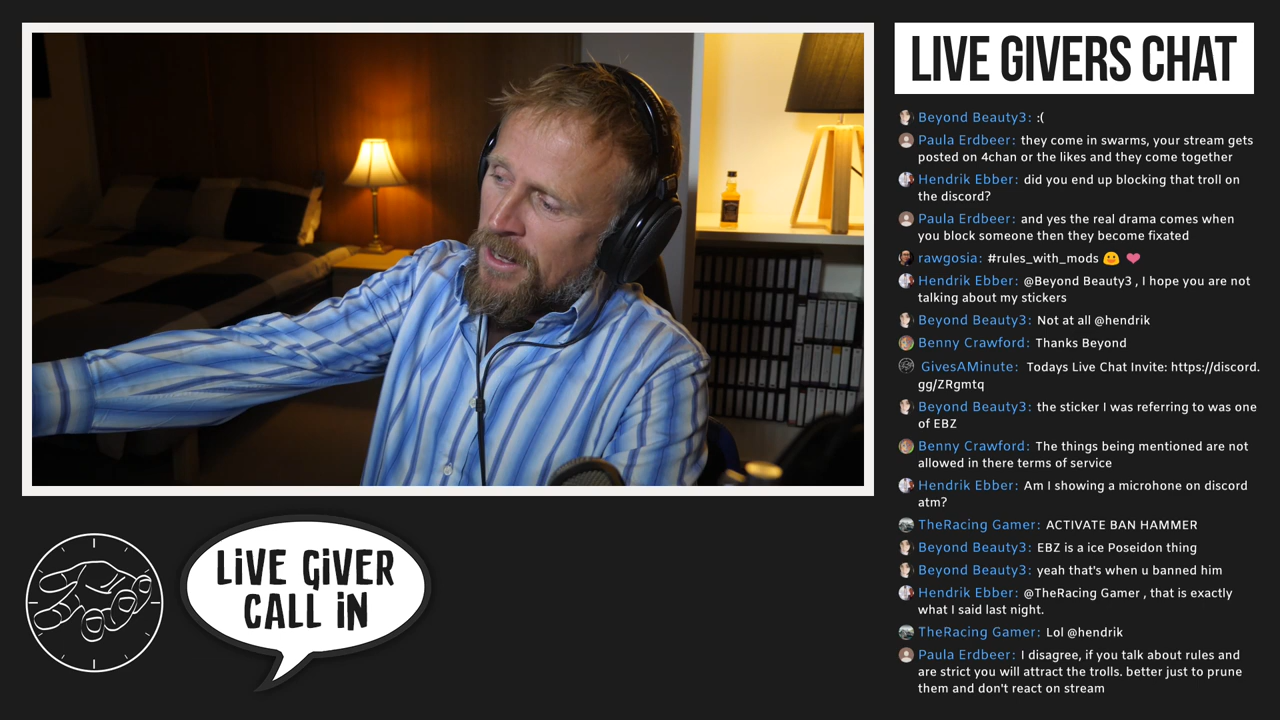 LIVE GIVERS CHAT
Beyond Beauty3: :(
Paula Erdbeer: they come in swarms, your stream gets
posted on 4chan or the likes and they come together
Hendrik Ebber: did you end up blocking that troll on
the discord?
Paula Erdbeer: and yes the real drama comes when
you block someone then they become fixated
rawgosia: #rules_with_mods
Hendrik Ebber: @Beyond Beauty3 , I hope you are not
talking about my stickers
Beyond Beauty3: Not at all @hendrik
Benny Crawford: Thanks Beyond
GivesAMinute: Todays Live Chat Invite: https://discord.
gg/ZRgmtq
Beyond Beauty3: the sticker I was referring to was one
of EBZ
Benny Crawford: The things being mentioned are not
allowed in there terms of service
Hendrik Ebber: Am I showing a microhone on discord
atm?
TheRacing Gamer: ACTIVATE BAN HAMMER
Beyond Beauty3: EBZ is a ice Poseidon thing
Beyond Beauty3: yeah that's when u banned him
Hendrik Ebber: @TheRacing Gamer , that is exactly
what I said last night.
TheRacing Gamer: Lol @hendrik
Paula Erdbeer: I disagree, if you talk about rules and
are strict you will attract the trolls. better just to prune
them and don't react on stream
LiVE GiVER
CALL iN